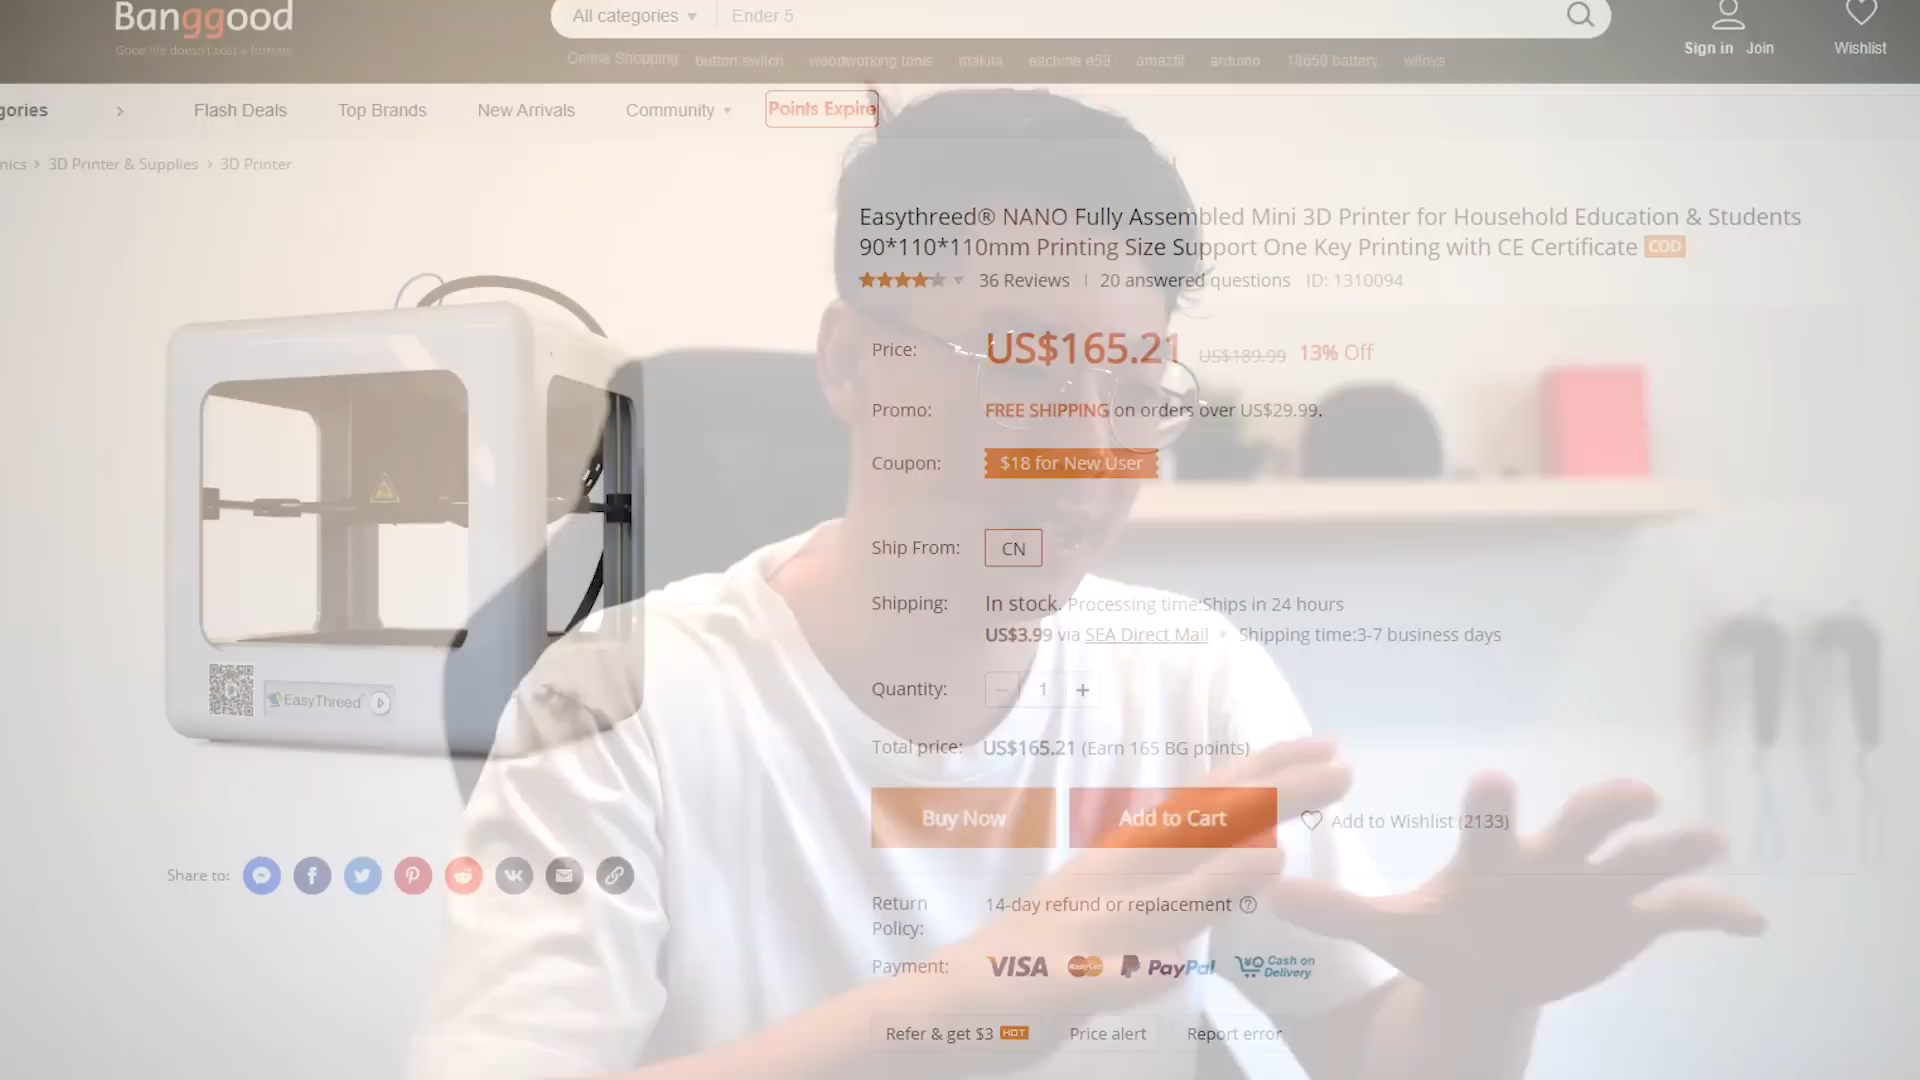 Banggood
Good life doesn't cost a fortune
All categories
Ender 5
Sign in Join
Wishlist
Online Shopping button switch woodworking tools makita eachine e58 amazfit arduino 18650 battery wltoys
gories
Flash Deals
Top Brands
New Arrivals
Community
Points Expire
nics > 3D Printer & Supplies > 3D Printer
Easythreed® NANO Fully Assembled Mini 3D Printer for Household Education & Students
90*110*110mm Printing Size Support One Key Printing with CE Certificate COD
36 Reviews | 20 answered questions ID: 1310094
Price: US$165.21 US$189.99 13% Off
Promo: FREE SHIPPING on orders over US$29.99.
Coupon: $18 for New User
Ship From: CN
Shipping: In stock. Processing time:Ships in 24 hours
US$3.99 via SEA Direct Mail Shipping time:3-7 business days
EasyThreed
Quantity: - 1 +
Total price: US$165.21 (Earn 165 BG points)
Buy Now
Add to Cart
Add to Wishlist (2133)
Share to:
Return Policy: 14-day refund or replacement
Payment: VISA MasterCard PayPal Cash on Delivery
Refer & get $3 HOT
Price alert
Report error